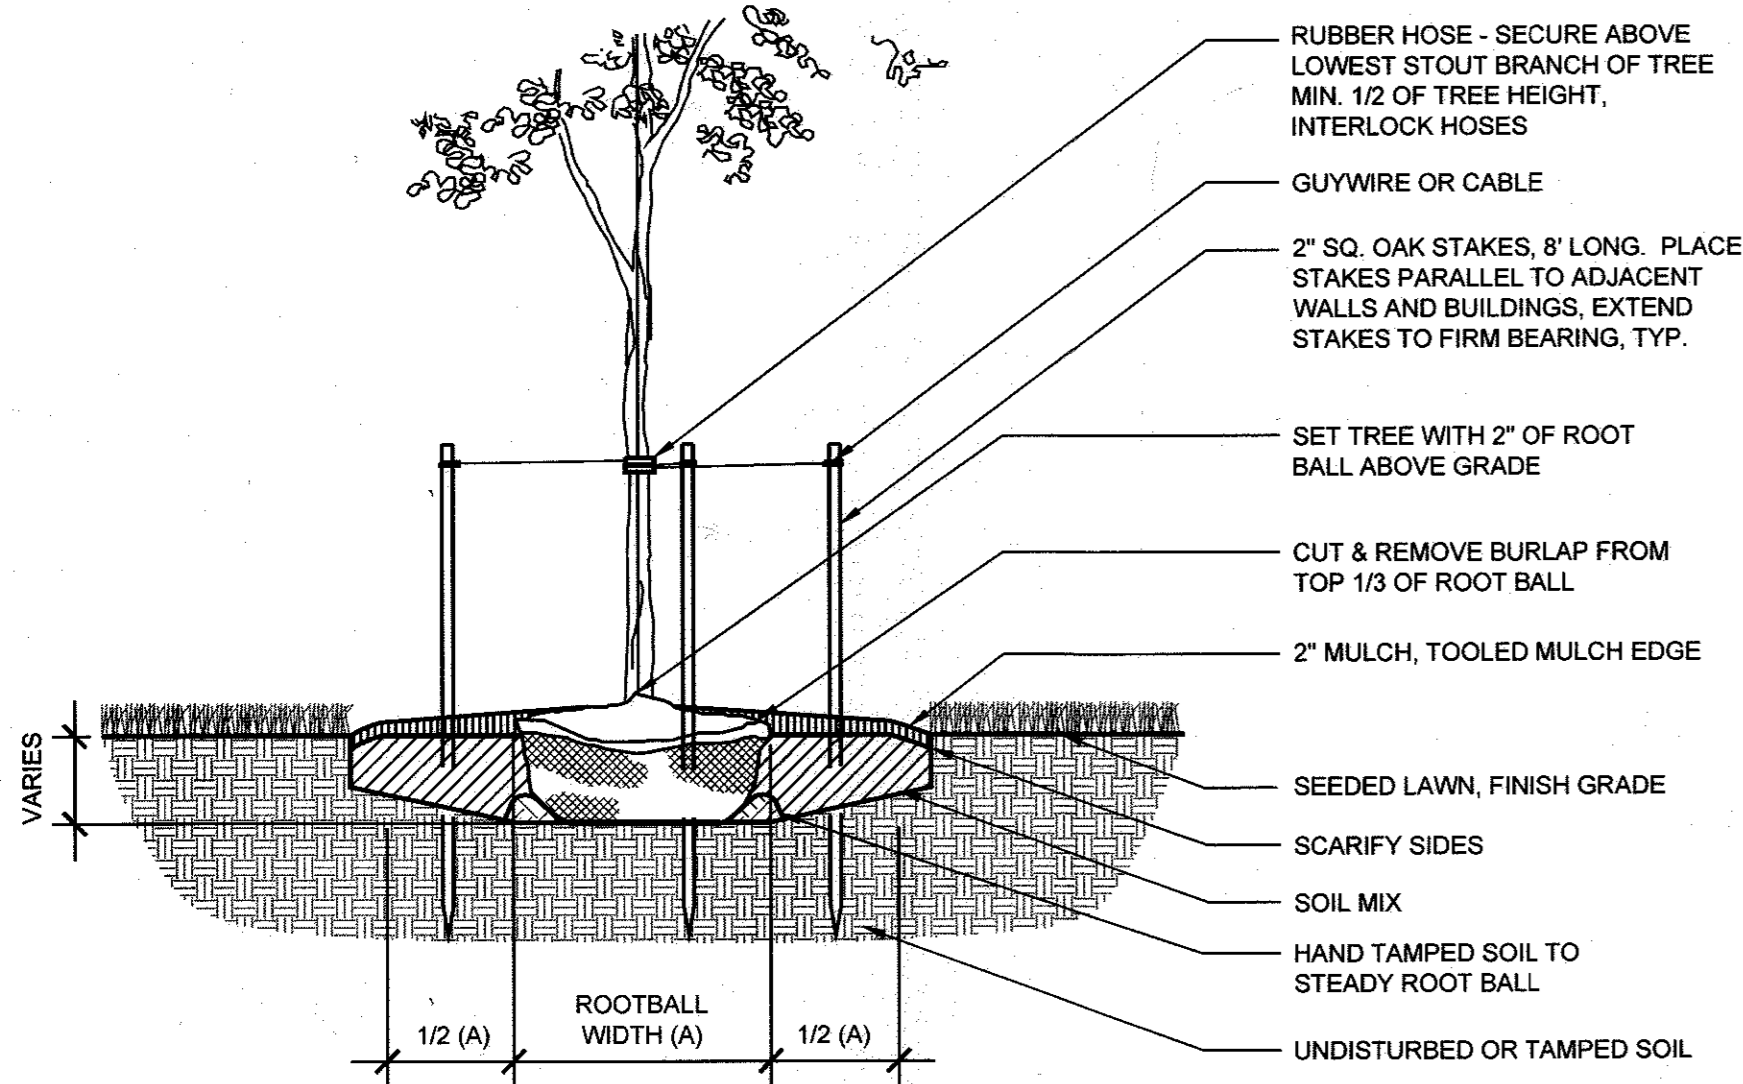 RUBBER HOSE - SECURE ABOVE
LOWEST STOUT BRANCH OF TREE
MIN. 1/2 OF TREE HEIGHT,
INTERLOCK HOSES
GUYWIRE OR CABLE
2" SQ. OAK STAKES, 8' LONG. PLACE
STAKES PARALLEL TO ADJACENT
WALLS AND BUILDINGS, EXTEND
STAKES TO FIRM BEARING, TYP.
SET TREE WITH 2" OF ROOT
BALL ABOVE GRADE
CUT & REMOVE BURLAP FROM
TOP 1/3 OF ROOT BALL
2" MULCH, TOOLED MULCH EDGE
SEEDED LAWN, FINISH GRADE
SCARIFY SIDES
SOIL MIX
HAND TAMPED SOIL TO
STEADY ROOT BALL
UNDISTURBED OR TAMPED SOIL
VARIES
1/2 (A)
ROOTBALL
WIDTH (A)
1/2 (A)